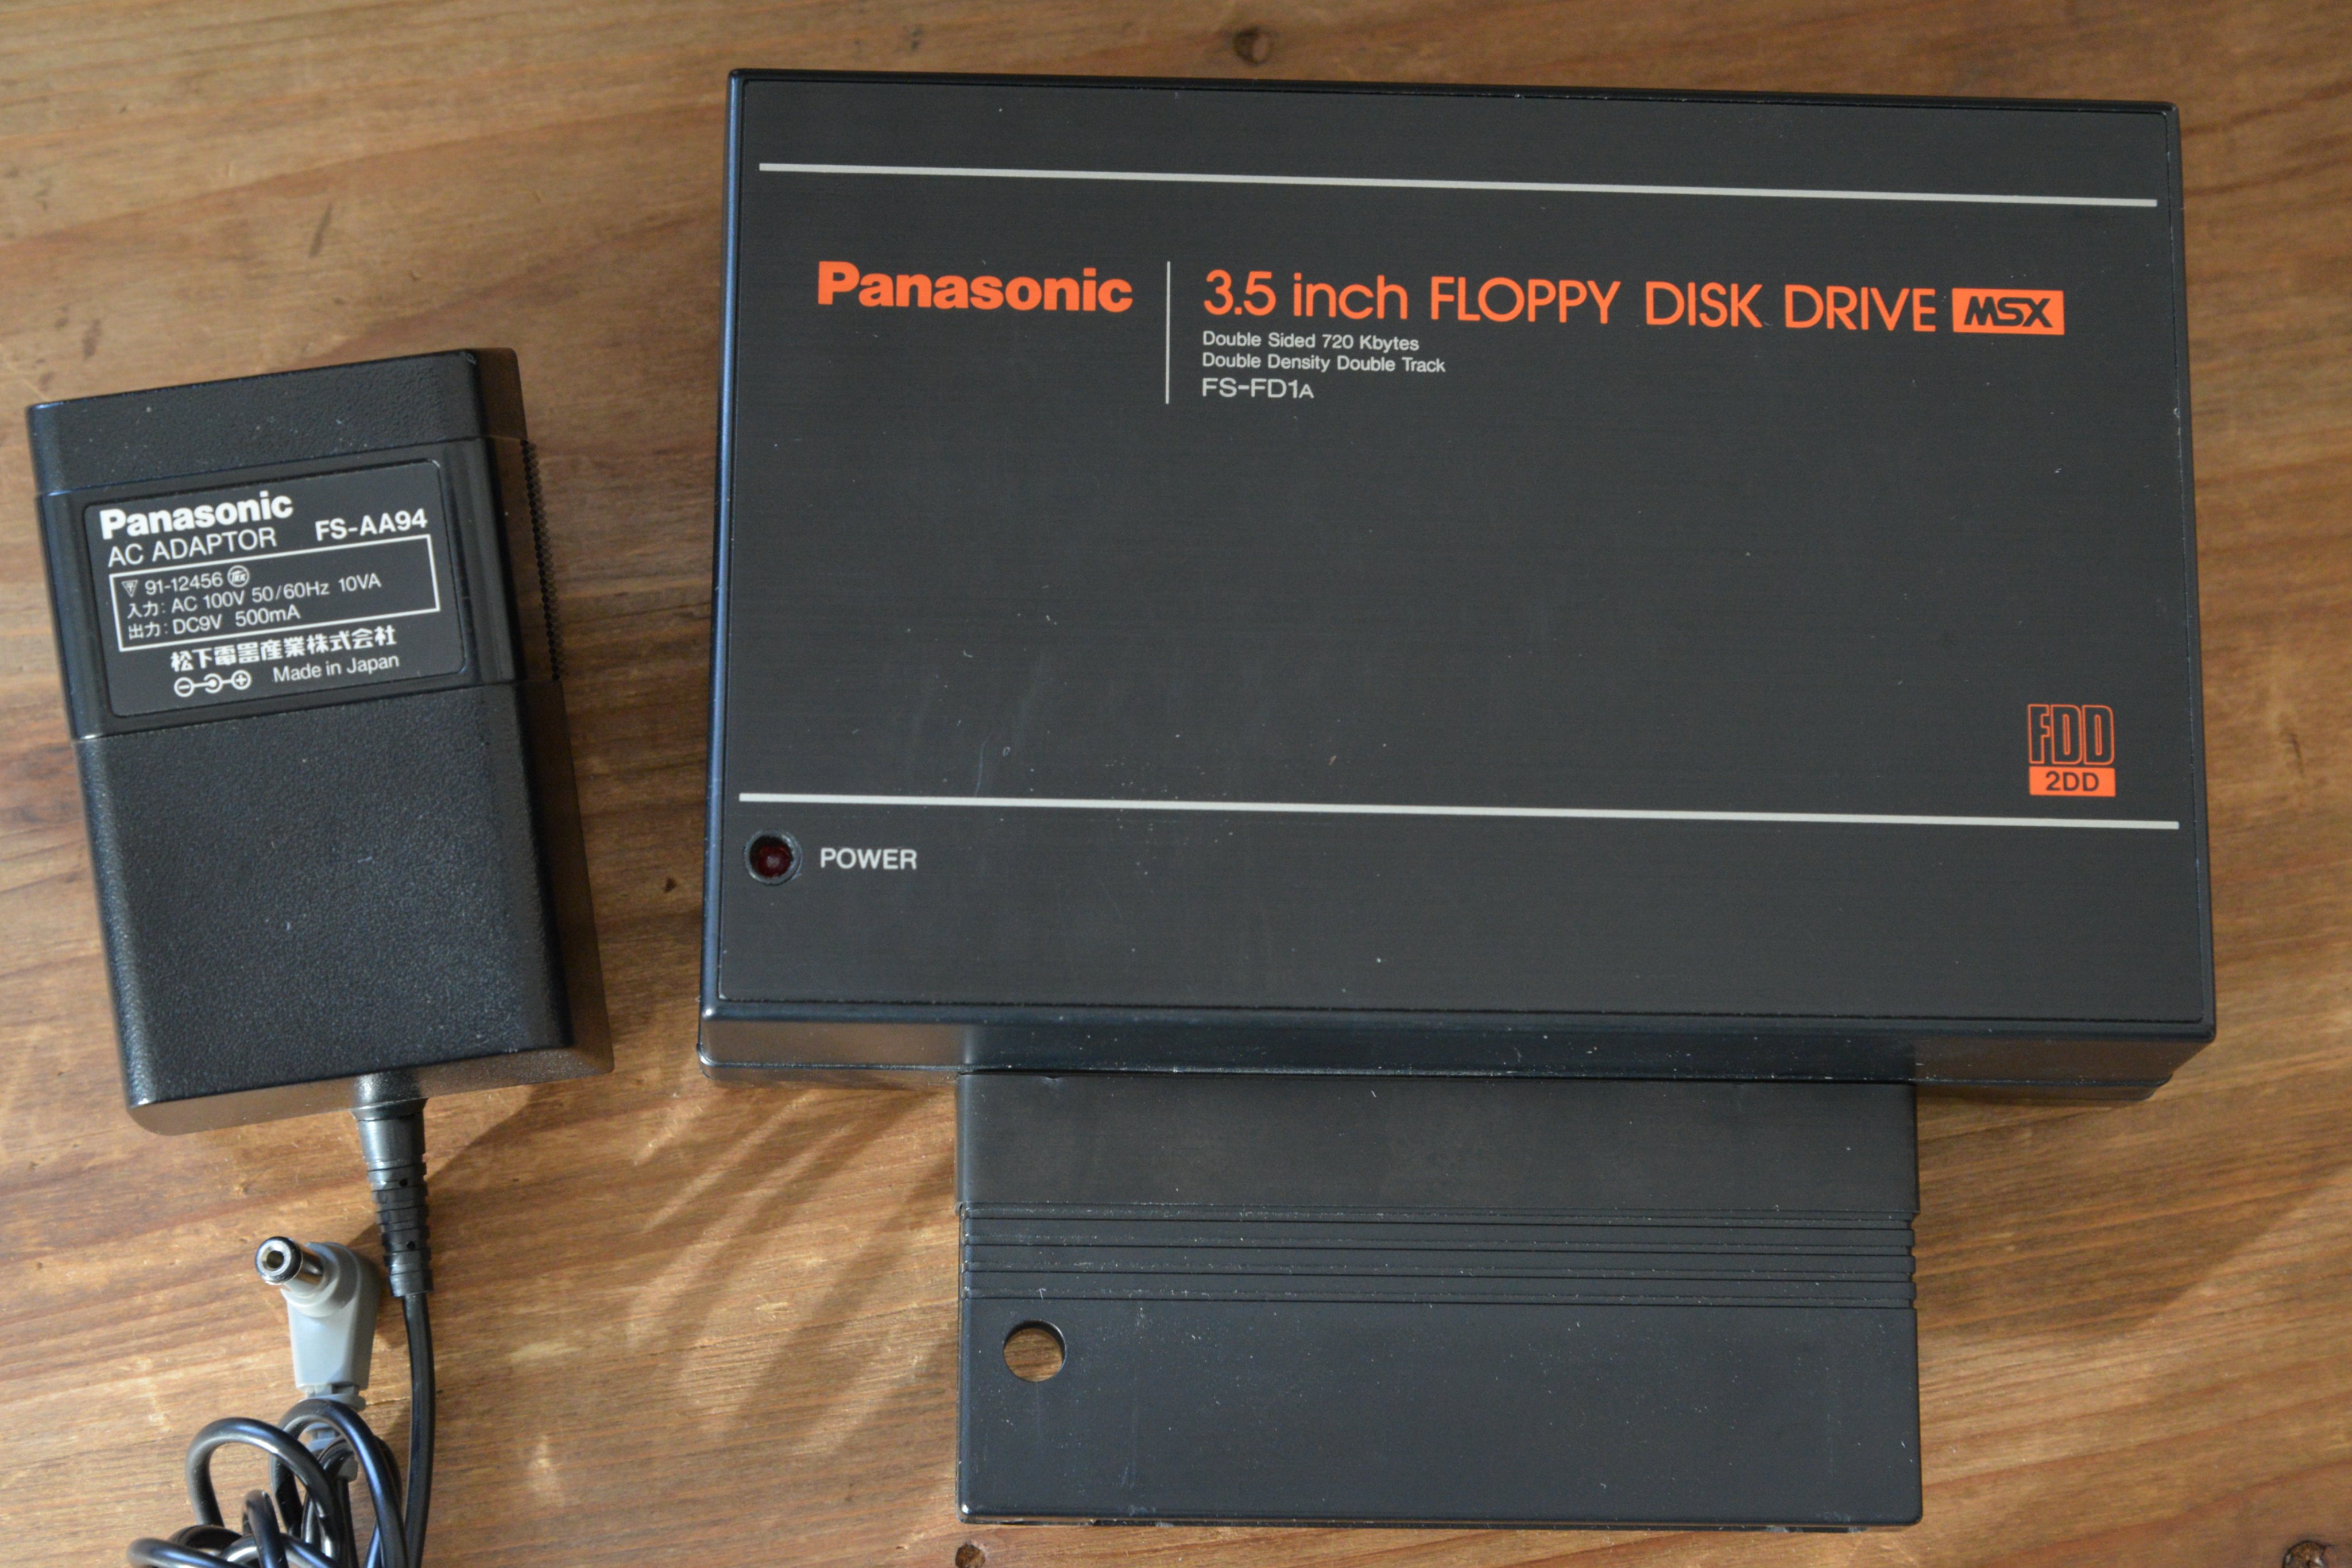 Panasonic
AC ADAPTOR FS-AA94
91-12456
入力: AC 100V 50/60Hz 10VA
出力: DC9V 500mA
松下電器産業株式会社
Made in Japan
Panasonic
3.5 inch FLOPPY DISK DRIVE MSX
Double Sided 720 Kbytes
Double Density Double Track
FS-FD1A
FDD
2DD
POWER